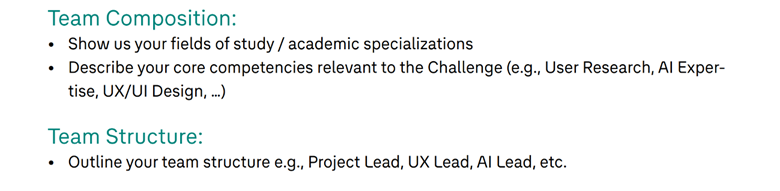 Team Composition:
• Show us your fields of study / academic specializations
• Describe your core competencies relevant to the Challenge (e.g., User Research, AI Exper-
tise, UX/UI Design, …)
Team Structure:
• Outline your team structure e.g., Project Lead, UX Lead, AI Lead, etc.